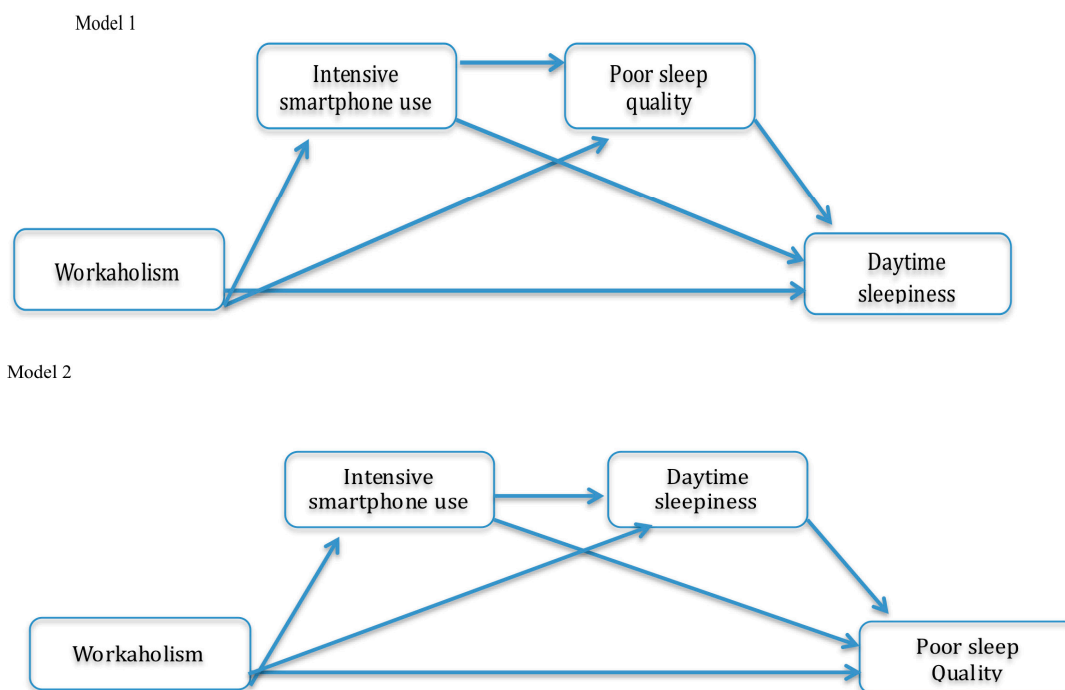 Model 1
Intensive
smartphone use
Poor sleep
quality
Workaholism
Daytime
sleepiness
Model 2
Intensive
smartphone use
Daytime
sleepiness
Workaholism
Poor sleep
Quality